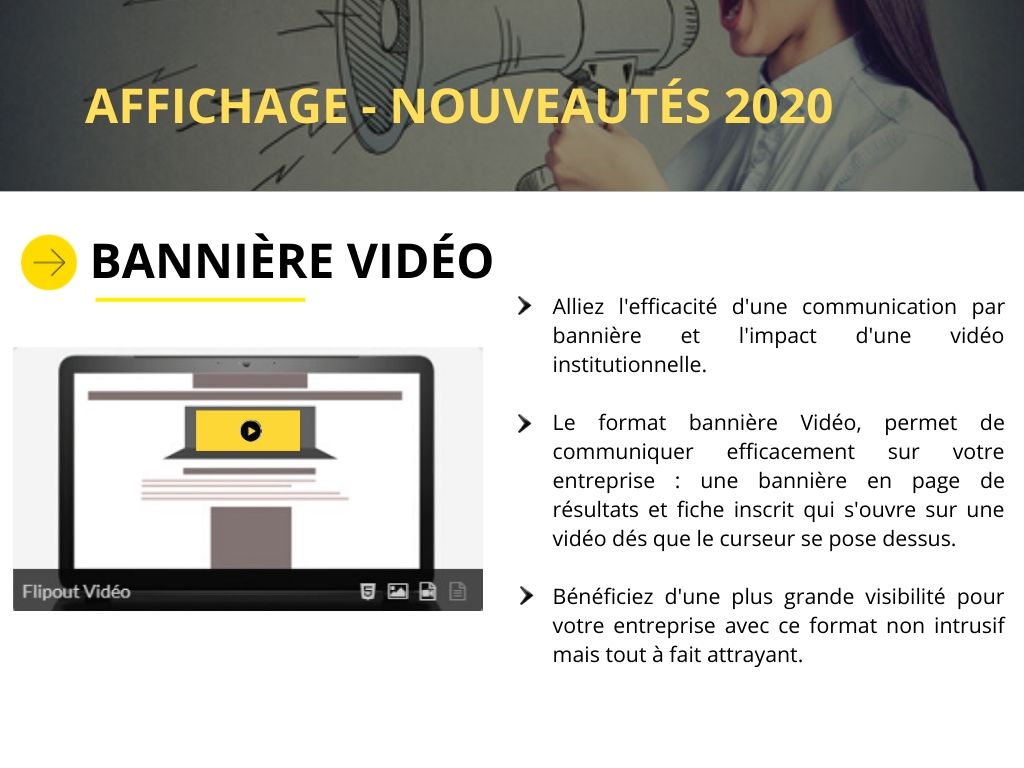 AFFICHAGE - NOUVEAUTÉS 2020
BANNIÈRE VIDÉO
Flipout Vidéo
Alliez l'efficacité d'une communication par
bannière et l'impact d'une vidéo
institutionnelle.
Le format bannière Vidéo, permet de
communiquer efficacement sur votre
entreprise : une bannière en page de
résultats et fiche inscrit qui s'ouvre sur une
vidéo dés que le curseur se pose dessus.
Bénéficiez d'une plus grande visibilité pour
votre entreprise avec ce format non intrusif
mais tout à fait attrayant.